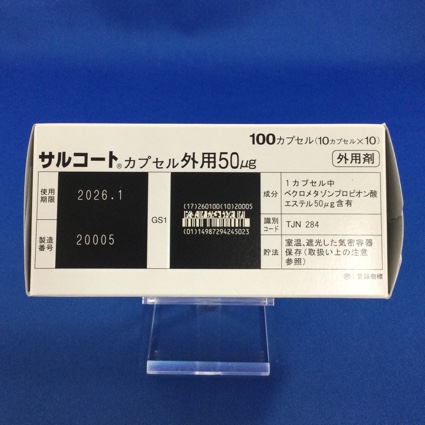 100カプセル(10カプセル×10)
サルコート®カプセル外用50μg
外用剤
使用期限
2026.1
製造番号
20005
GS1
(17)260100(10)20005
(01)14987294245023
成分
1カプセル中
ベクロメタゾンプロピオン酸
エステル50μg含有
識別コード
TJN 284
貯法
室温、遮光した気密容器
保存(取扱い上の注意
参照)
®:登録商標